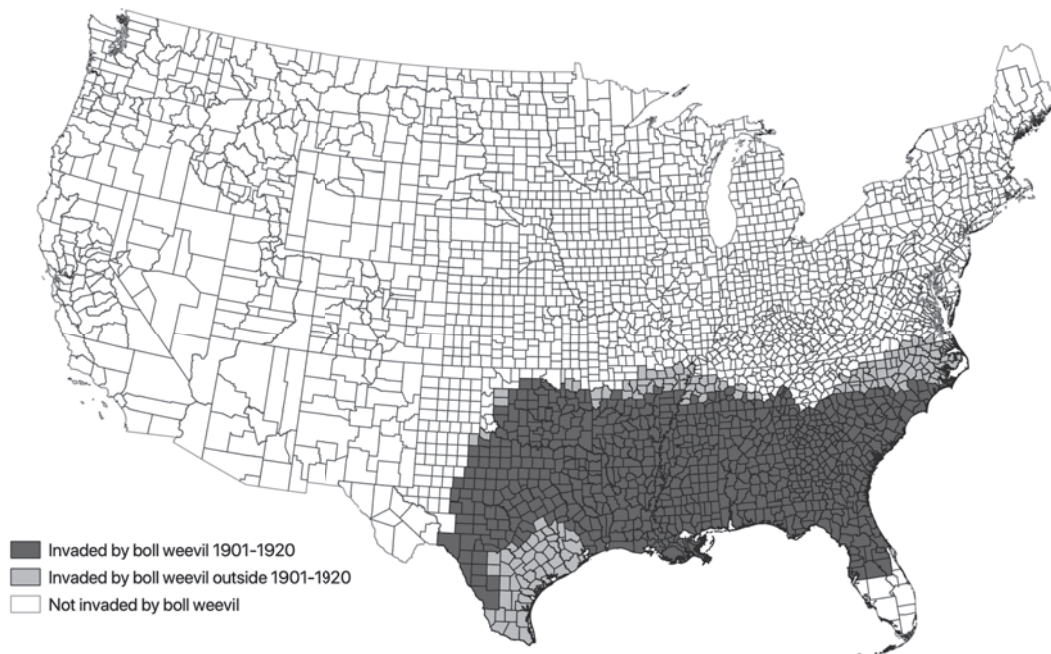 Invaded by boll weevil 1901-1920
Invaded by boll weevil outside 1901-1920
Not invaded by boll weevil